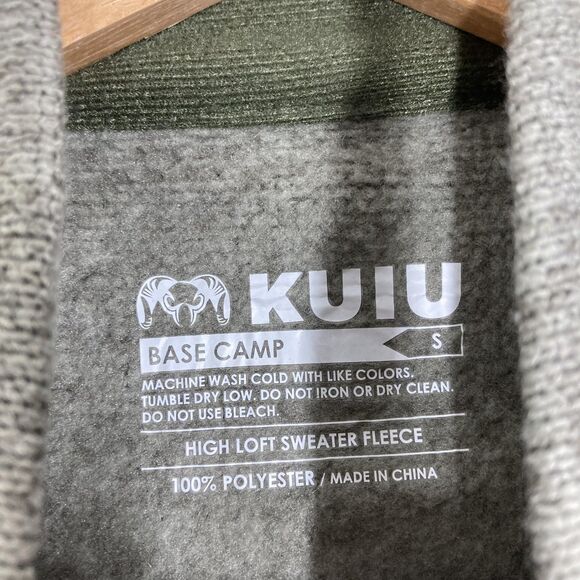 KUIU
BASE CAMP S
MACHINE WASH COLD WITH LIKE COLORS.
TUMBLE DRY LOW. DO NOT IRON OR DRY CLEAN.
DO NOT USE BLEACH.
HIGH LOFT SWEATER FLEECE
100% POLYESTER / MADE IN CHINA